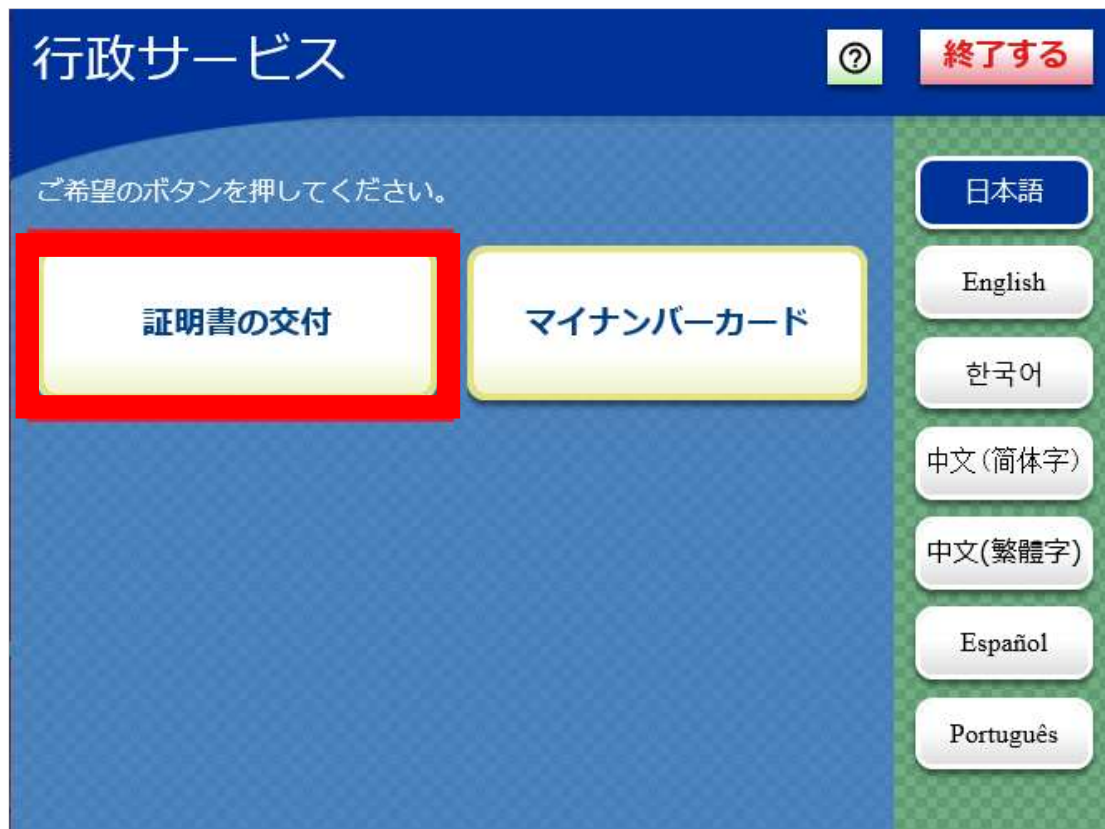 行政サービス
?
終了する
ご希望のボタンを押してください。
証明書の交付
マイナンバーカード
日本語
English
한국어
中文(简体字)
中文(繁體字)
Español
Português